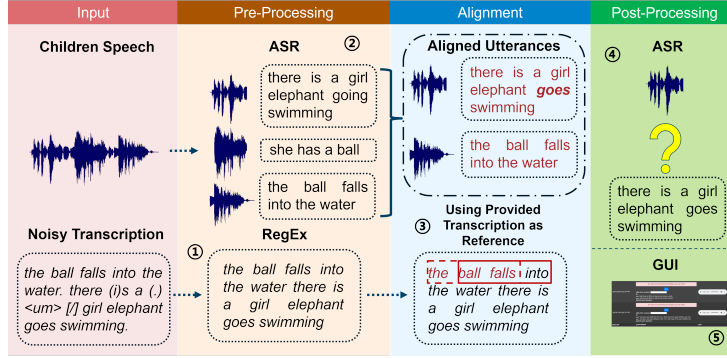 Input
Pre-Processing
Alignment
Post-Processing
Children Speech
ASR
②
there is a girl
elephant going
swimming
she has a ball
the ball falls
into the water
Aligned Utterances
there is a girl
elephant goes
swimming
the ball falls
into the water
④
ASR
?
there is a girl
elephant goes
swimming
Noisy Transcription
the ball falls into the
water. there (i)s a (.)
<um> [/] girl elephant
goes swimming.
①
RegEx
the ball falls into
the water there is
a girl elephant
goes swimming
③
Using Provided
Transcription as
Reference
the ball falls into
the water there is
a girl elephant
goes swimming
GUI
⑤